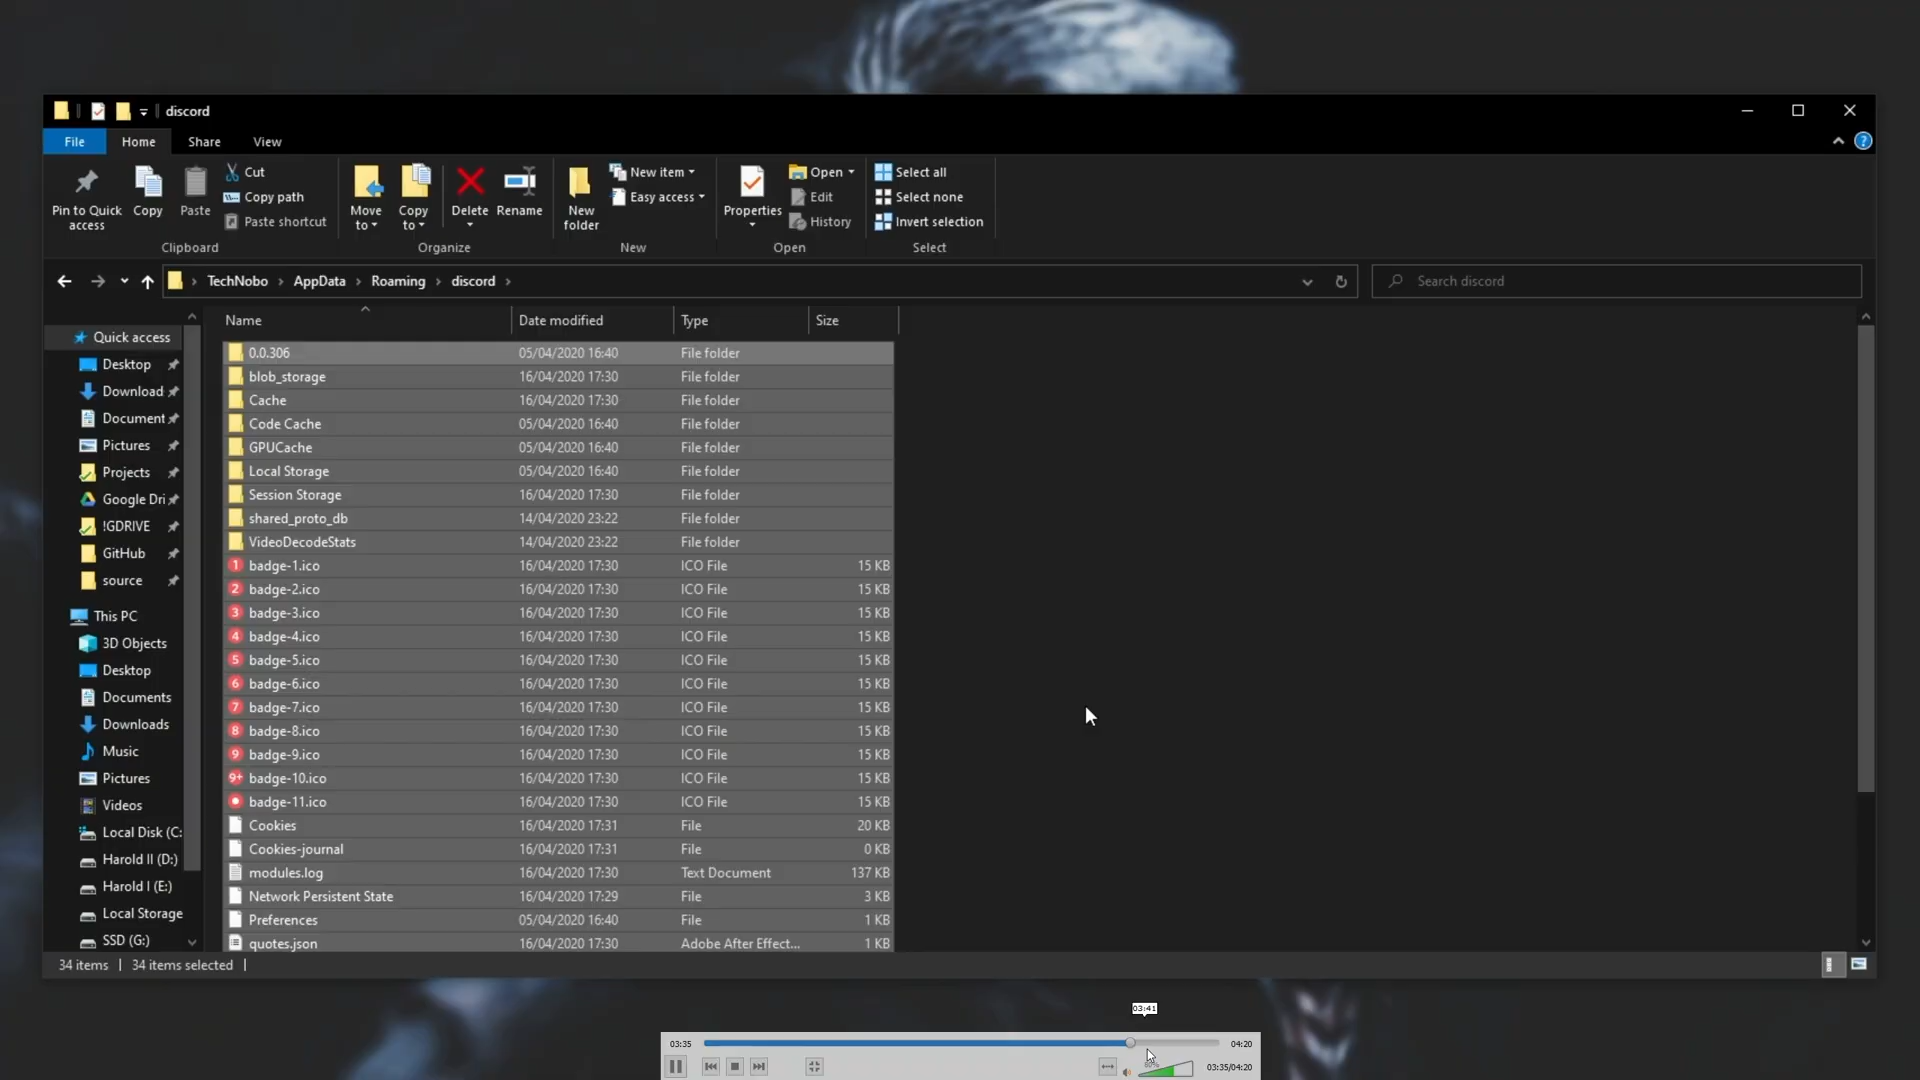 discord
File Home Share View
Pin to Quick access
Copy
Paste
Cut
Copy path
Paste shortcut
Clipboard
Move to
Copy to
Delete
Rename
Organize
New folder
New item
Easy access
New
Properties
Open
Edit
History
Open
Select all
Select none
Invert selection
Select
TechNobo › AppData › Roaming › discord ›
Search discord
Quick access
Desktop
Download
Document
Pictures
Projects
Google Dri
!GDRIVE
GitHub
source
This PC
3D Objects
Desktop
Documents
Downloads
Music
Pictures
Videos
Local Disk (C:
Harold II (D:)
Harold I (E:)
Local Storage
SSD (G:)
Name Date modified Type Size
0.0.306 05/04/2020 16:40 File folder
blob_storage 16/04/2020 17:30 File folder
Cache 16/04/2020 17:30 File folder
Code Cache 05/04/2020 16:40 File folder
GPUCache 05/04/2020 16:40 File folder
Local Storage 05/04/2020 16:40 File folder
Session Storage 16/04/2020 17:30 File folder
shared_proto_db 14/04/2020 23:22 File folder
VideoDecodeStats 14/04/2020 23:22 File folder
1 badge-1.ico 16/04/2020 17:30 ICO File 15 KB
2 badge-2.ico 16/04/2020 17:30 ICO File 15 KB
3 badge-3.ico 16/04/2020 17:30 ICO File 15 KB
4 badge-4.ico 16/04/2020 17:30 ICO File 15 KB
5 badge-5.ico 16/04/2020 17:30 ICO File 15 KB
6 badge-6.ico 16/04/2020 17:30 ICO File 15 KB
7 badge-7.ico 16/04/2020 17:30 ICO File 15 KB
8 badge-8.ico 16/04/2020 17:30 ICO File 15 KB
9 badge-9.ico 16/04/2020 17:30 ICO File 15 KB
9+ badge-10.ico 16/04/2020 17:30 ICO File 15 KB
badge-11.ico 16/04/2020 17:30 ICO File 15 KB
Cookies 16/04/2020 17:31 File 20 KB
Cookies-journal 16/04/2020 17:31 File 0 KB
modules.log 16/04/2020 17:30 Text Document 137 KB
Network Persistent State 16/04/2020 17:29 File 3 KB
Preferences 05/04/2020 16:40 File 1 KB
quotes.json 16/04/2020 17:30 Adobe After Effect... 1 KB
34 items 34 items selected
03:41
03:35 04:20
80%
03:35/04:20